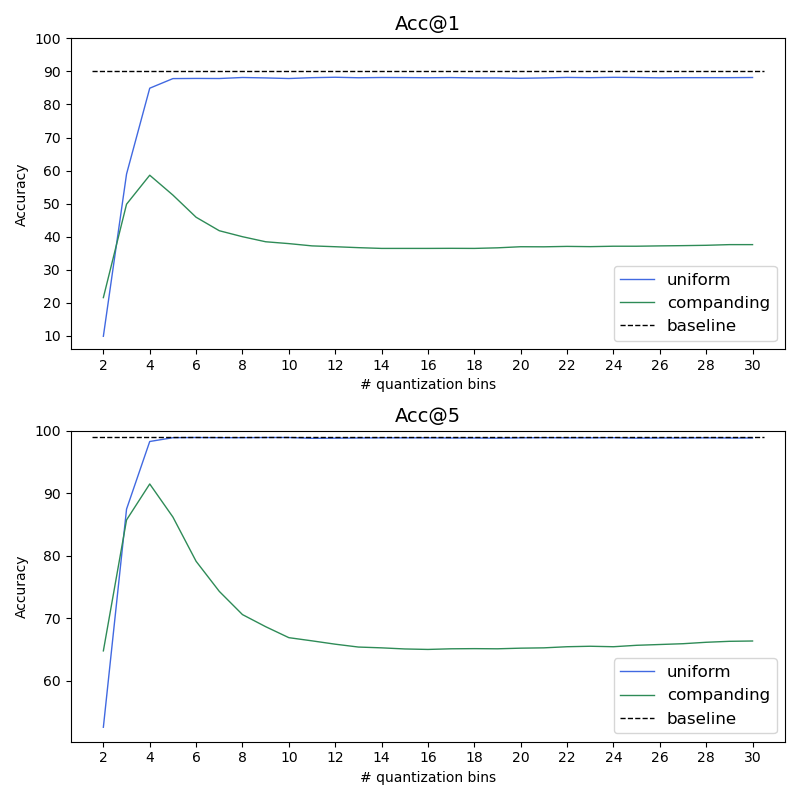 Acc@1
100
90
80
70
60
50
40
30
20
10
Accuracy
uniform
companding
baseline
2 4 6 8 10 12 14 16 18 20 22 24 26 28 30
# quantization bins
Acc@5
100
90
80
70
60
Accuracy
uniform
companding
baseline
2 4 6 8 10 12 14 16 18 20 22 24 26 28 30
# quantization bins